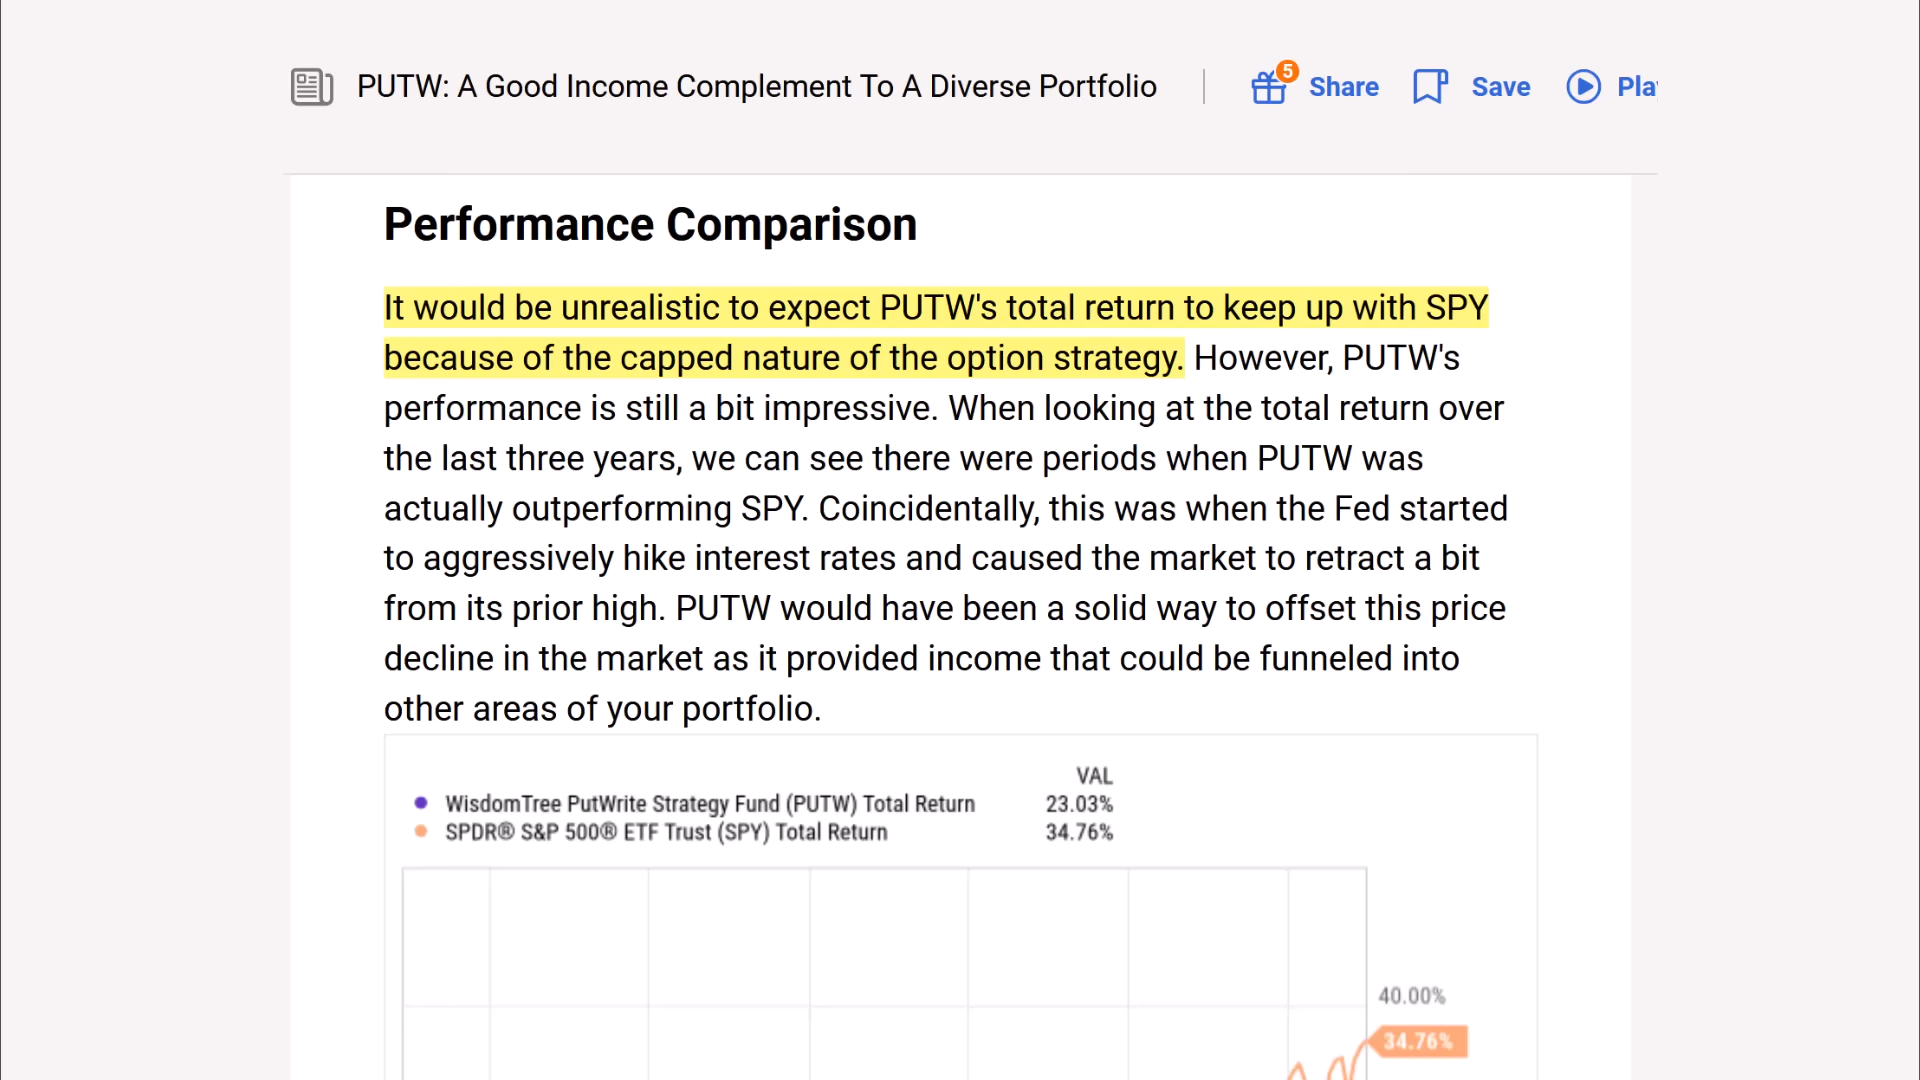 PUTW: A Good Income Complement To A Diverse Portfolio
5
Share
Save
Performance Comparison
It would be unrealistic to expect PUTW's total return to keep up with SPY
because of the capped nature of the option strategy. However, PUTW's
performance is still a bit impressive. When looking at the total return over
the last three years, we can see there were periods when PUTW was
actually outperforming SPY. Coincidentally, this was when the Fed started
to aggressively hike interest rates and caused the market to retract a bit
from its prior high. PUTW would have been a solid way to offset this price
decline in the market as it provided income that could be funneled into
other areas of your portfolio.
VAL
WisdomTree PutWrite Strategy Fund (PUTW) Total Return 23.03%
SPDR® S&P 500® ETF Trust (SPY) Total Return 34.76%
40.00%
34.76%